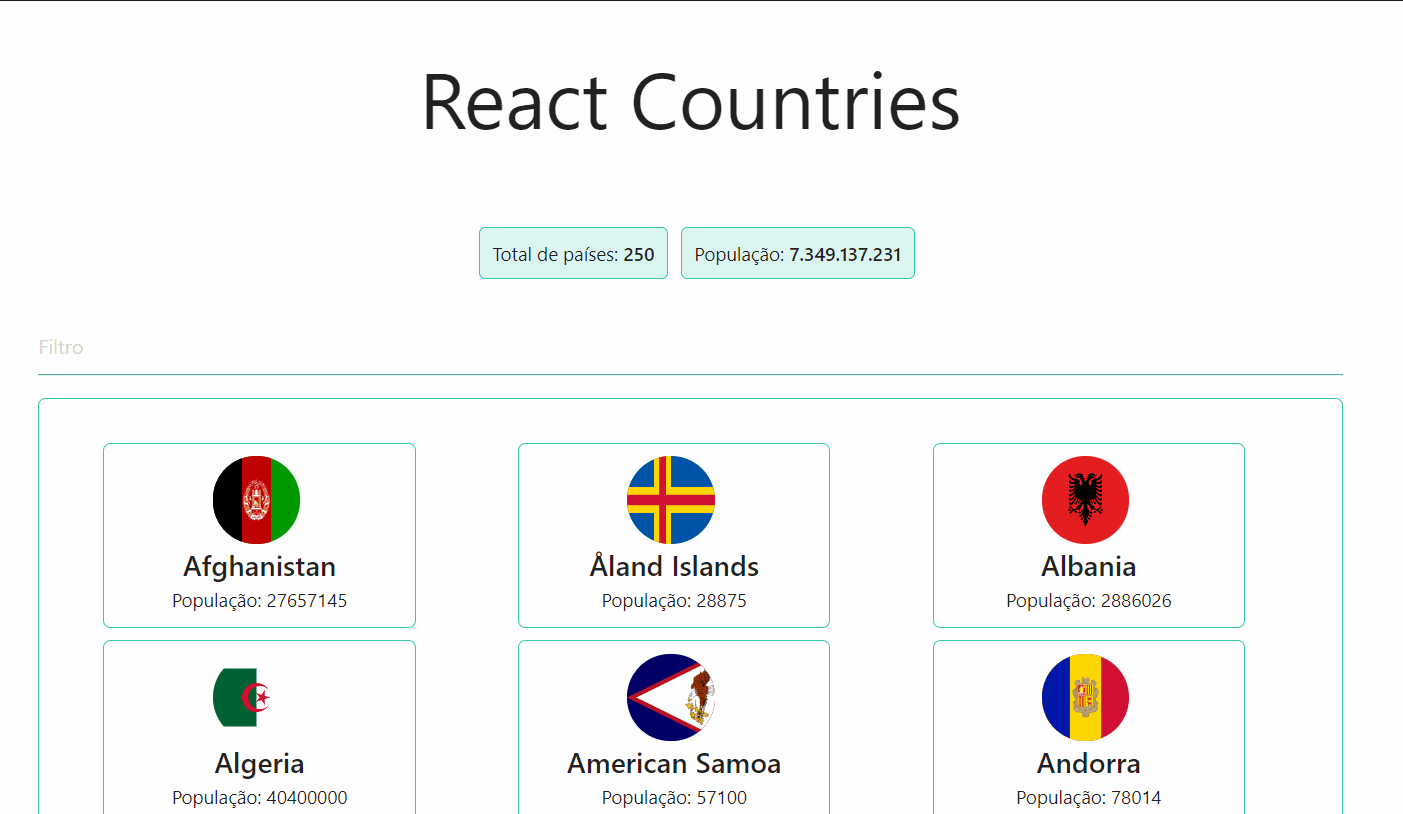 React Countries
Total de países: 250 População: 7.349.137.231
Filtro
Afghanistan Åland Islands Albania
População: 27657145 População: 28875 População: 2886026
Algeria American Samoa Andorra
População: 40400000 População: 57100 População: 78014